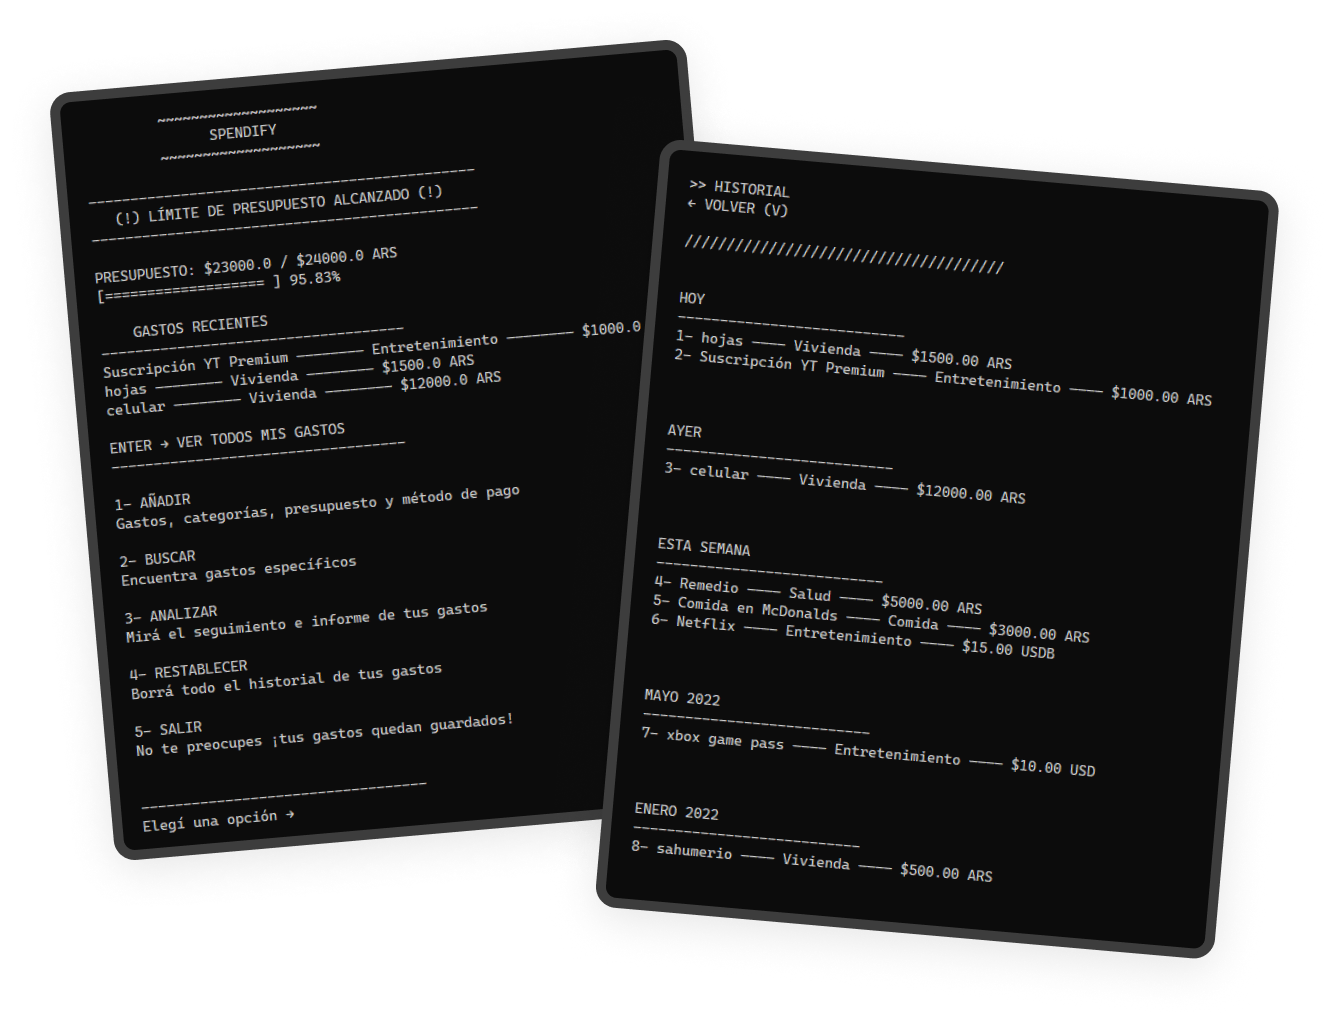 ~~~~~~~~~~~~~~~~~~~
SPENDIFY
~~~~~~~~~~~~~~~~~~~
----------------------------------------------
(!) LÍMITE DE PRESUPUESTO ALCANZADO (!)
----------------------------------------------
PRESUPUESTO: $23000.0 / $24000.0 ARS
[=================== ] 95.83%
GASTOS RECIENTES
------------------------------------
Suscripción YT Premium ———————— Entretenimiento ———————— $1000.0
hojas ———————— Vivienda ———————— $1500.0 ARS
celular ———————— Vivienda ———————— $12000.0 ARS
ENTER → VER TODOS MIS GASTOS
-----------------------------------
1— AÑADIR
Gastos, categorías, presupuesto y método de pago
2— BUSCAR
Encuentra gastos específicos
3— ANALIZAR
Mirá el seguimiento e informe de tus gastos
4— RESTABLECER
Borrá todo el historial de tus gastos
5— SALIR
No te preocupes ¡tus gastos quedan guardados!
----------------------------------
Elegí una opción →
>> HISTORIAL
← VOLVER (V)
//////////////////////////////////////
HOY
---------------------------
1— hojas ———— Vivienda ———— $1500.00 ARS
2— Suscripción YT Premium ———— Entretenimiento ———— $1000.00 ARS
AYER
---------------------------
3— celular ———— Vivienda ———— $12000.00 ARS
ESTA SEMANA
---------------------------
4— Remedio ———— Salud ———— $5000.00 ARS
5— Comida en McDonalds ———— Comida ———— $3000.00 ARS
6— Netflix ———— Entretenimiento ———— $15.00 USDB
MAYO 2022
---------------------------
7— xbox game pass ———— Entretenimiento ———— $10.00 USD
ENERO 2022
---------------------------
8— sahumerio ———— Vivienda ———— $500.00 ARS